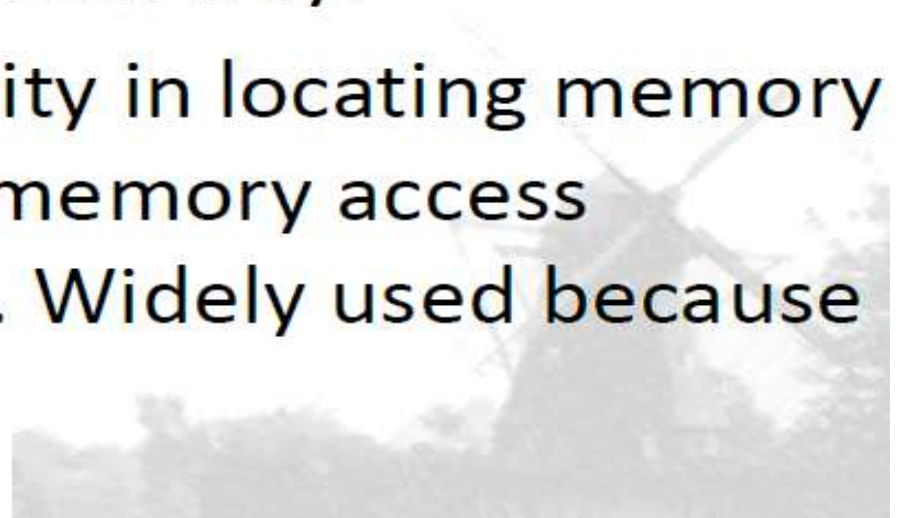 ity in locating memory
memory access
. Widely used because